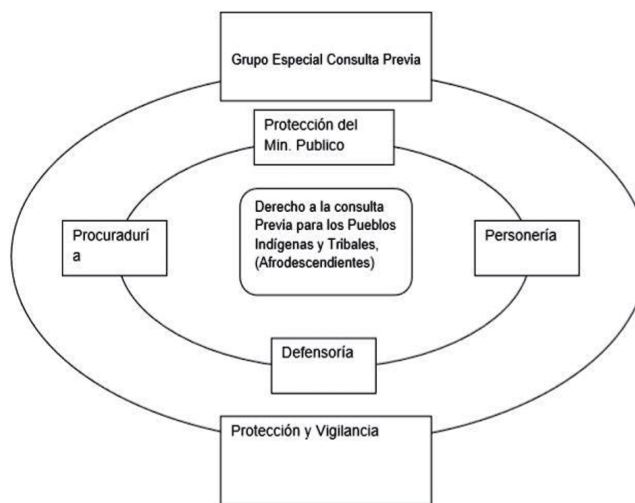 Grupo Especial Consulta Previa
Protección del
Min. Publico
Derecho a la consulta
Previa para los Pueblos
Indígenas y Tribales,
(Afrodescendientes)
Procuradurí
a
Personería
Defensoría
Protección y Vigilancia